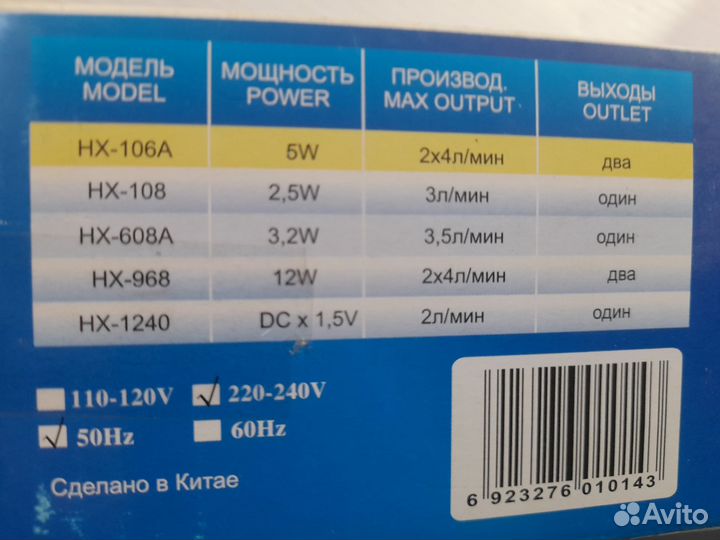 МОДЕЛЬ МОЩНОСТЬ ПРОИЗВОД. ВЫХОДЫ
MODEL POWER MAX OUTPUT OUTLET
HX-106A 5W 2x4л/мин два
HX-108 2,5W 3л/мин один
HX-608A 3,2W 3,5л/мин один
HX-968 12W 2x4л/мин два
HX-1240 DC x 1,5V 2л/мин один
110-120V 220-240V
50Hz 60Hz
Сделано в Китае
6 923276 010143
Avito